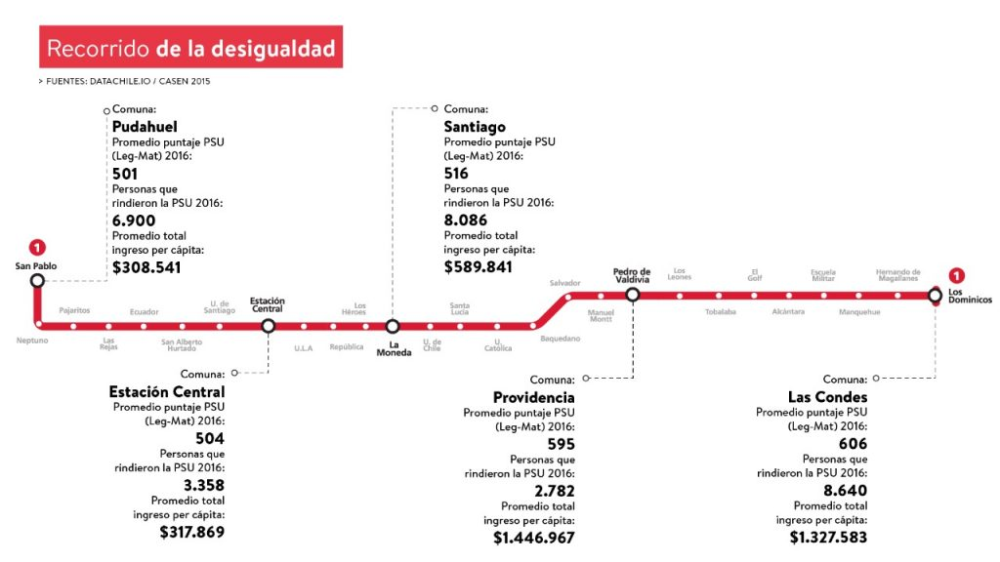 Recorrido de la desigualdad
> FUENTES: DATACHILE.IO / CASEN 2015
Comuna:
Pudahuel
Promedio puntaje PSU
(Leg-Mat) 2016:
501
Personas que
rindieron la PSU 2016:
6.900
Promedio total
ingreso per cápita:
$308.541
Comuna:
Santiago
Promedio puntaje PSU
(Leg-Mat) 2016:
516
Personas que
rindieron la PSU 2016:
8.086
Promedio total
ingreso per cápita:
$589.841
1
San Pablo
Neptuno
Pajaritos
Las
Rejas
Ecuador
San Alberto
Hurtado
U. de
Santiago
Estación
Central
U.L.A
República
Los
Héroes
La
Moneda
U. de
Chile
Santa
Lucía
U.
Católica
Baquedano
Salvador
Manuel
Montt
Pedro de
Valdivia
Los
Leones
Tobalaba
El
Golf
Alcántara
Escuela
Militar
Manquehue
Hernando de
Magallanes
1
Los
Dominicos
Comuna:
Estación Central
Promedio puntaje PSU
(Leg-Mat) 2016:
504
Personas que
rindieron la PSU 2016:
3.358
Promedio total
ingreso per cápita:
$317.869
Comuna:
Providencia
Promedio puntaje PSU
(Leg-Mat) 2016:
595
Personas que
rindieron la PSU 2016:
2.782
Promedio total
ingreso per cápita:
$1.446.967
Comuna:
Las Condes
Promedio puntaje PSU
(Leg-Mat) 2016:
606
Personas que
rindieron la PSU 2016:
8.640
Promedio total
ingreso per cápita:
$1.327.583